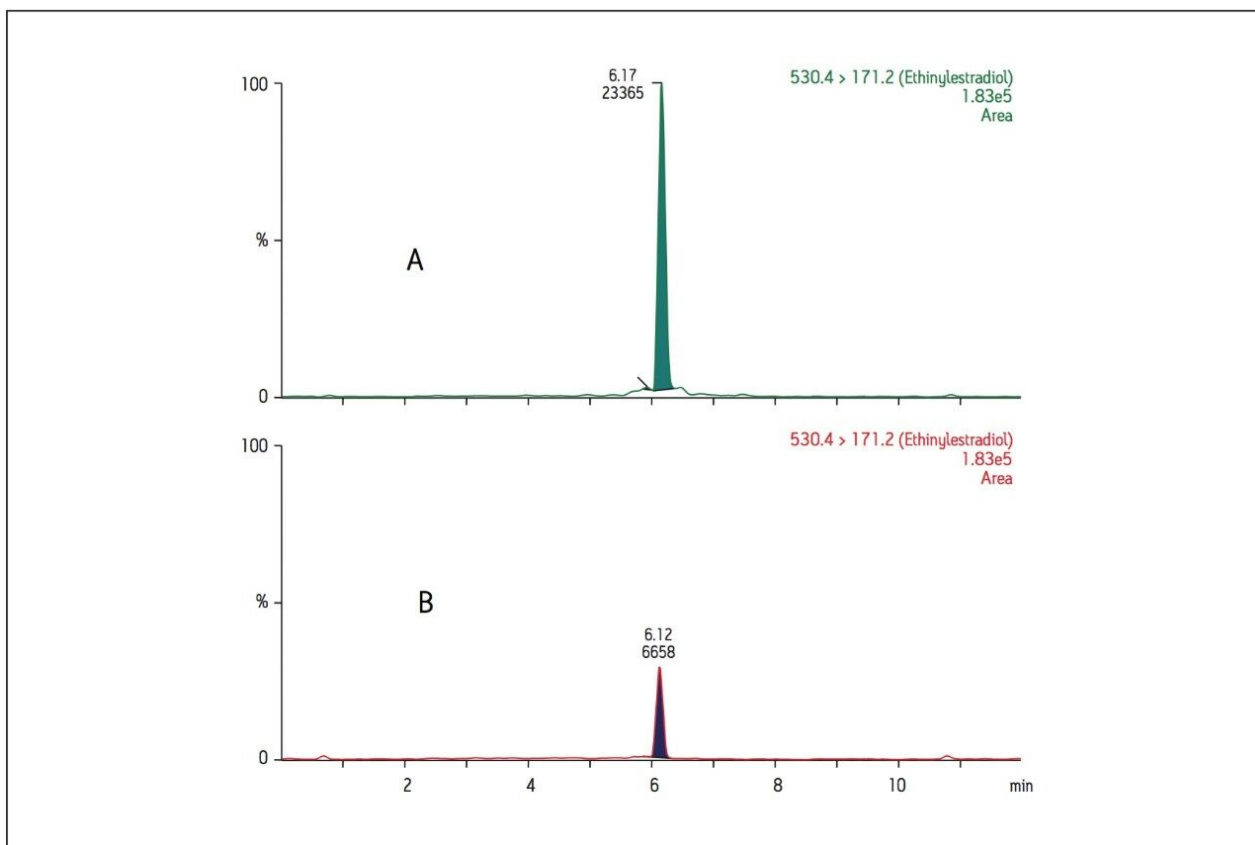 100
6.17
23365
530.4 > 171.2 (Ethinylestradiol)
1.83e5
Area
%
A
0
100
530.4 > 171.2 (Ethinylestradiol)
1.83e5
Area
%
B
6.12
6658
0
2 4 6 8 10 min